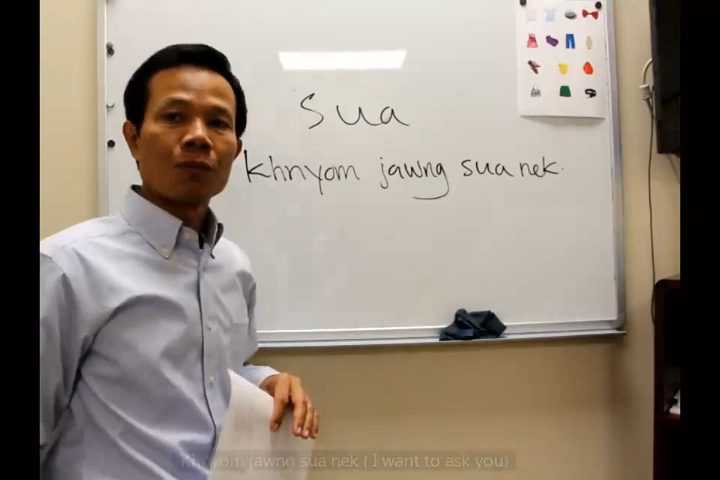 sua
khnyom jawng sua nek.
Khnyom jawng sua nek ( I want to ask you)